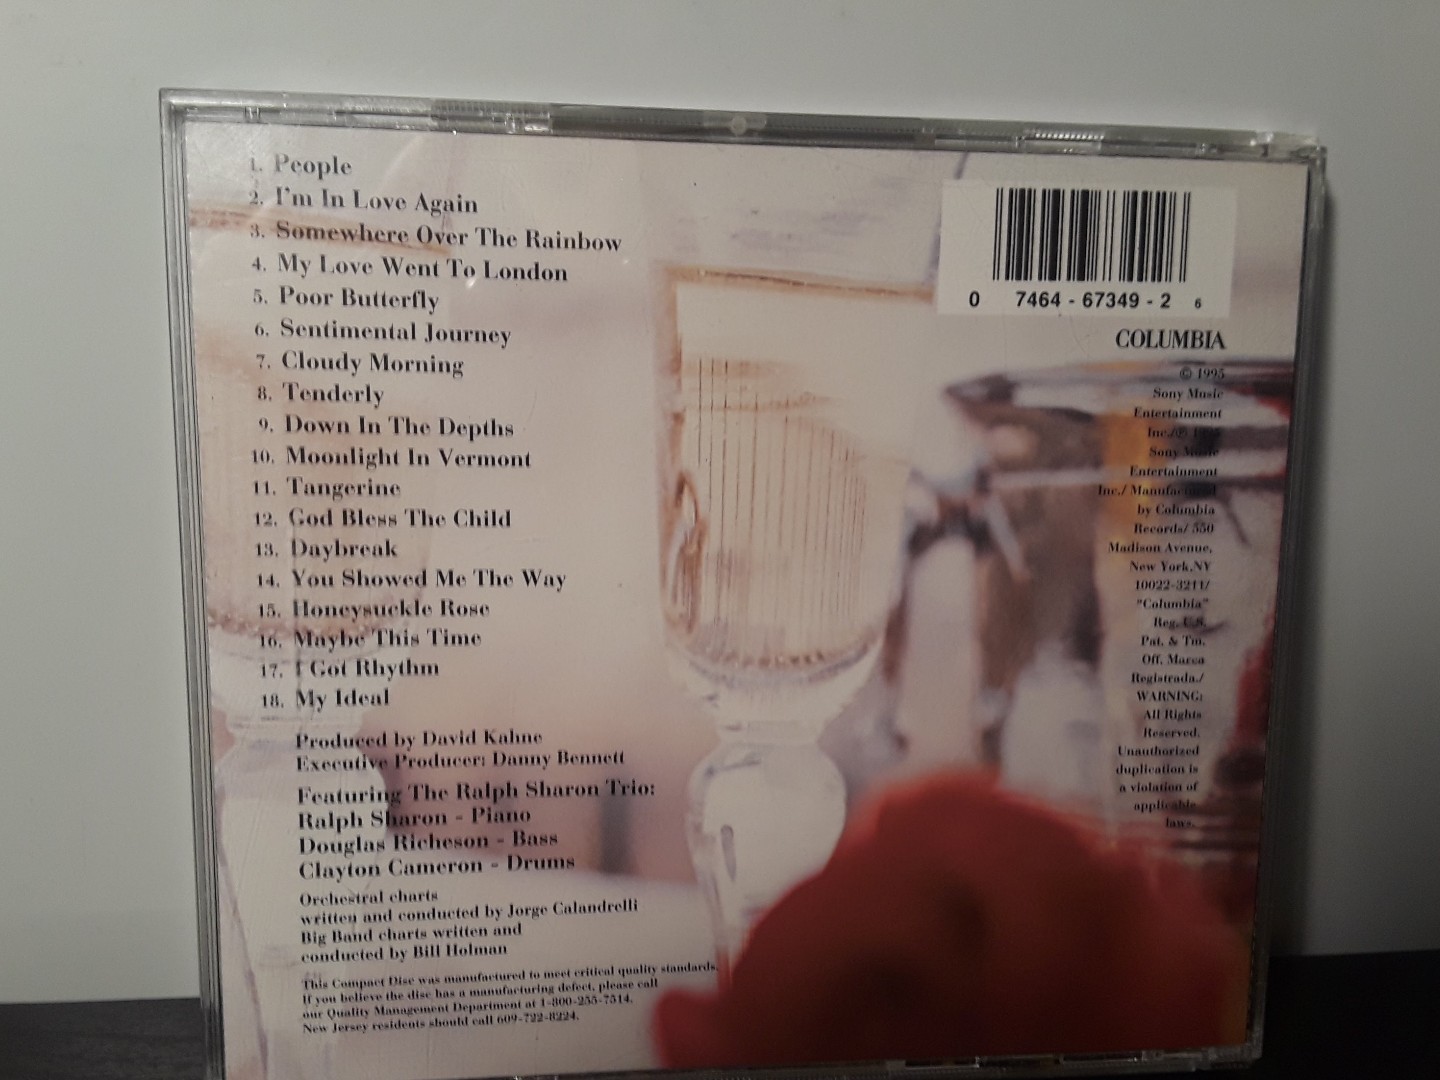 1. People
2. I'm In Love Again
3. Somewhere Over The Rainbow
4. My Love Went To London
5. Poor Butterfly
6. Sentimental Journey
7. Cloudy Morning
8. Tenderly
9. Down In The Depths
10. Moonlight In Vermont
11. Tangerine
12. God Bless The Child
13. Daybreak
14. You Showed Me The Way
15. Honeysuckle Rose
16. Maybe This Time
17. I Got Rhythm
18. My Ideal
Produced by David Kahne
Executive Producer: Danny Bennett
Featuring The Ralph Sharon Trio:
Ralph Sharon - Piano
Douglas Richeson - Bass
Clayton Cameron - Drums
Orchestral charts
written and conducted by Jorge Calandrelli
Big Band charts written and
conducted by Bill Holman
This Compact Disc was manufactured to meet critical quality standards.
If you believe the disc has a manufacturing defect, please call
our Quality Management Department at 1-800-255-7514.
New Jersey residents should call 609-722-8224.
0 7464 - 67349 - 2 6
COLUMBIA
© 1995
Sony Music
Entertainment
Inc./℗ 1995
Sony Music
Entertainment
Inc./ Manufactured
by Columbia
Records/ 550
Madison Avenue,
New York,NY
10022-3211/
"Columbia"
Reg. U.S.
Pat. & Tm.
Off. Marca
Registrada./
WARNING:
All Rights
Reserved.
Unauthorized
duplication is
a violation of
applicable
laws.